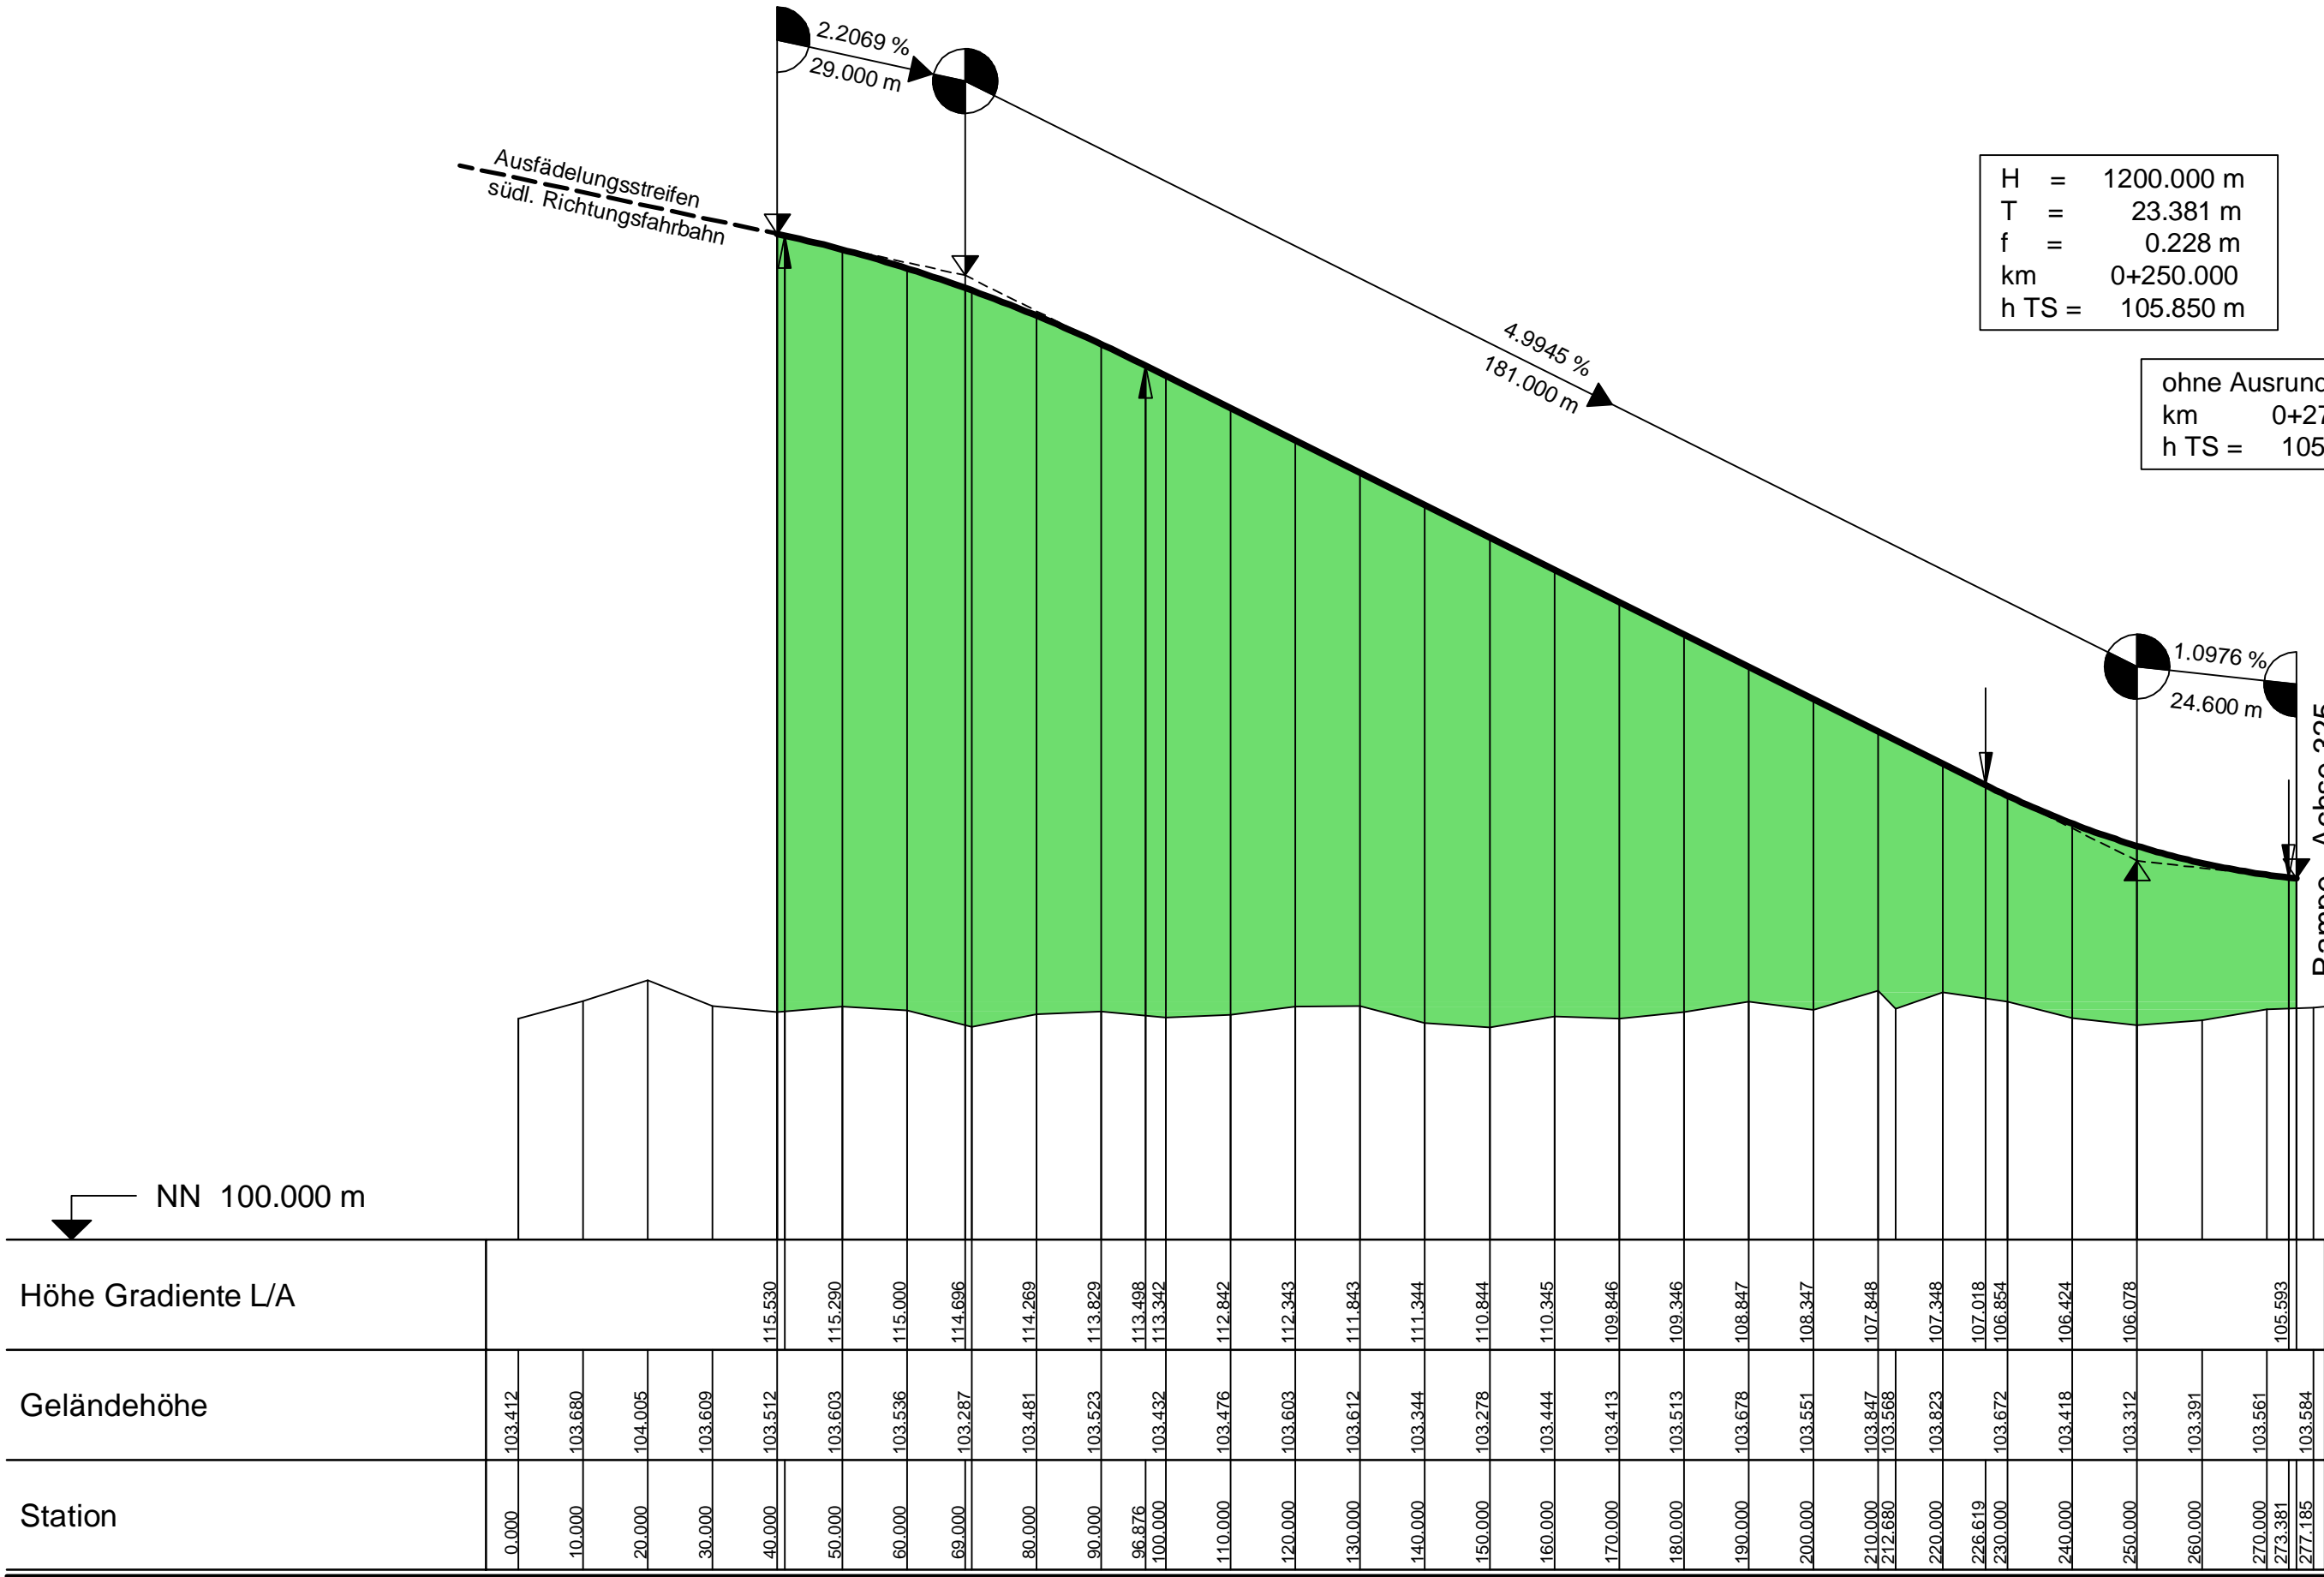 2.2069 %
29.000 m
Ausfädelungsstreifen
südl. Richtungsfahrbahn
H = 1200.000 m
T = 23.381 m
f = 0.228 m
km 0+250.000
h TS = 105.850 m
4.9945 %
181.000 m
ohne Ausrund
km 0+27
h TS = 105
1.0976 %
24.600 m
NN 100.000 m
Höhe Gradiente L/A
115.530 115.290 115.000 114.696 114.269 113.829 113.498 113.342 112.842 112.343 111.843 111.344 110.844 110.345 109.846 109.346 108.847 108.347 107.848 107.348 107.018 106.854 106.424 106.078 105.593
Geländehöhe
103.412 103.680 104.005 103.609 103.512 103.603 103.536 103.287 103.481 103.523 103.432 103.476 103.603 103.612 103.344 103.278 103.444 103.413 103.513 103.678 103.551 103.847 103.568 103.823 103.672 103.418 103.312 103.391 103.561 103.584
Station
0.000 10.000 20.000 30.000 40.000 50.000 60.000 69.000 80.000 90.000 96.876 100.000 110.000 120.000 130.000 140.000 150.000 160.000 170.000 180.000 190.000 200.000 210.000 212.680 220.000 226.619 230.000 240.000 250.000 260.000 270.000 273.381 277.185